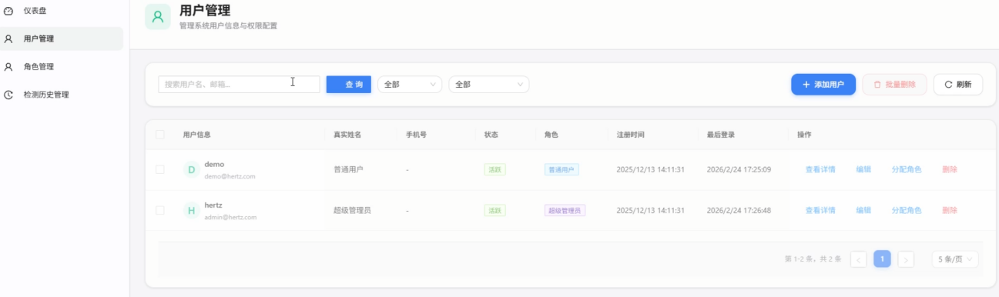 仪表盘
用户管理
角色管理
检测历史管理
用户管理
管理系统用户信息与权限配置
搜索用户名、邮箱... 查 询 全部 全部 + 添加用户 批量删除 刷新
用户信息 真实姓名 手机号 状态 角色 注册时间 最后登录 操作
D demo 普通用户 - 活跃 普通用户 2025/12/13 14:11:31 2026/2/24 17:25:09 查看详情 编辑 分配角色 删除
demo@hertz.com
H hertz 超级管理员 - 活跃 超级管理员 2025/12/13 14:11:31 2026/2/24 17:26:48 查看详情 编辑 分配角色 删除
admin@hertz.com
第 1-2 条，共 2 条 < 1 > 5 条/页